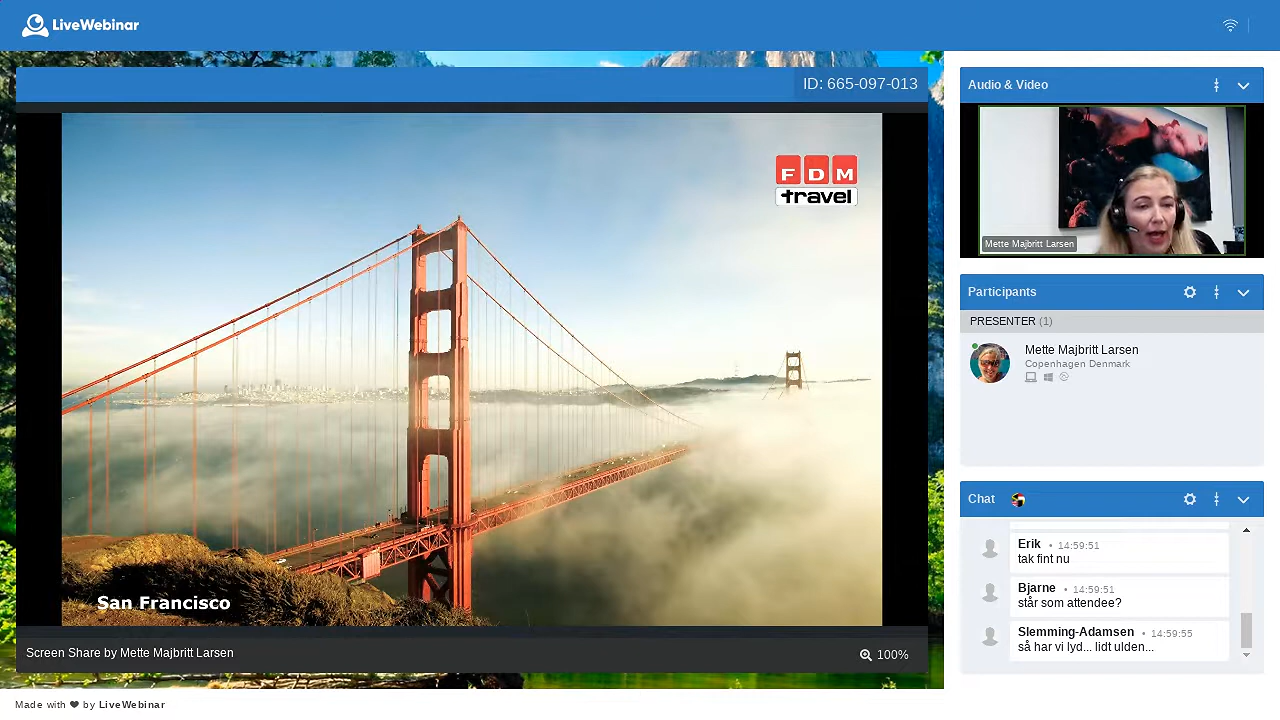 LiveWebinar
ID: 665-097-013
FDM
travel
San Francisco
Screen Share by Mette Majbritt Larsen
100%
Made with ❤ by LiveWebinar
Audio & Video
Mette Majbritt Larsen
Participants
PRESENTER (1)
Mette Majbritt Larsen
Copenhagen Denmark
Chat
Erik • 14:59:51
tak fint nu
Bjarne • 14:59:51
står som attendee?
Slemming-Adamsen • 14:59:55
så har vi lyd... lidt ulden...